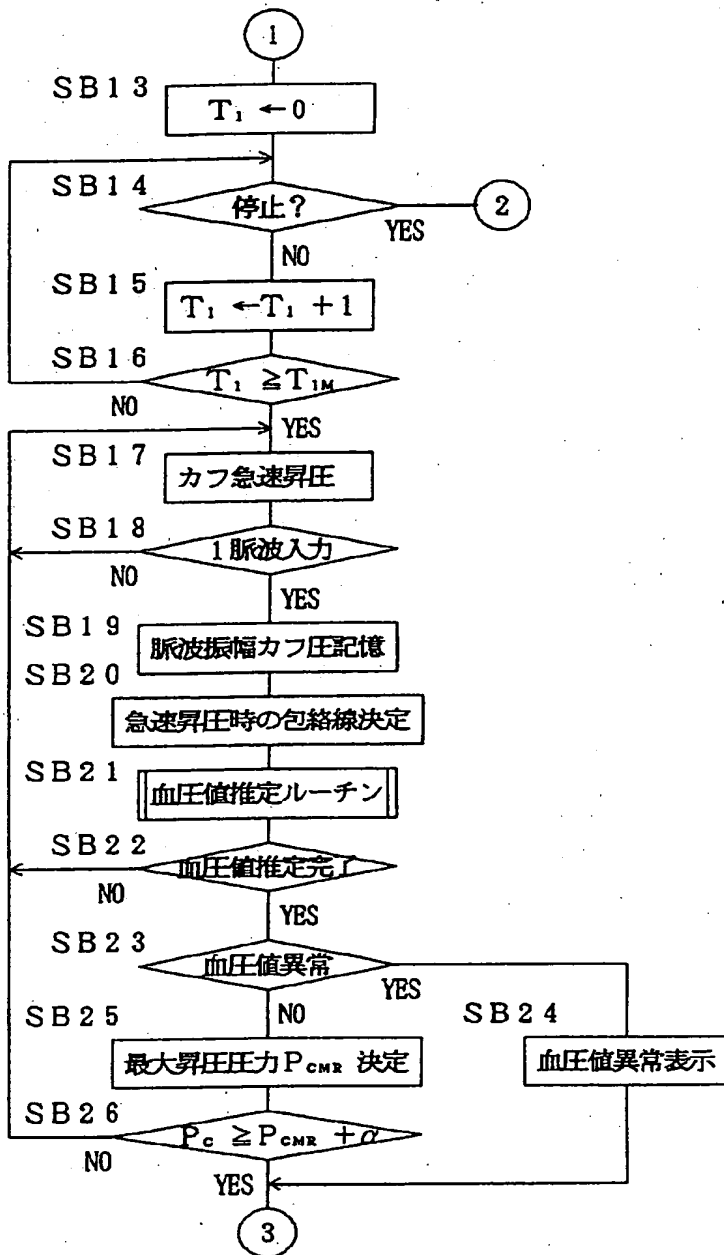 1
SB13
T₁ ←0
SB14
停止?
YES
2
NO
SB15
T₁ ←T₁ +1
SB16
T₁ ≧T₁ₘ
NO
YES
SB17
カフ急速昇圧
SB18
1脈波入力
NO
YES
SB19
脈波振幅カフ圧記憶
SB20
急速昇圧時の包絡線決定
SB21
血圧値推定ルーチン
SB22
血圧値推定完了
NO
YES
SB23
血圧値異常
YES
NO
SB24
血圧値異常表示
SB25
最大昇圧圧力PCMR 決定
SB26
Pc ≧PCMR +α
NO
YES
3